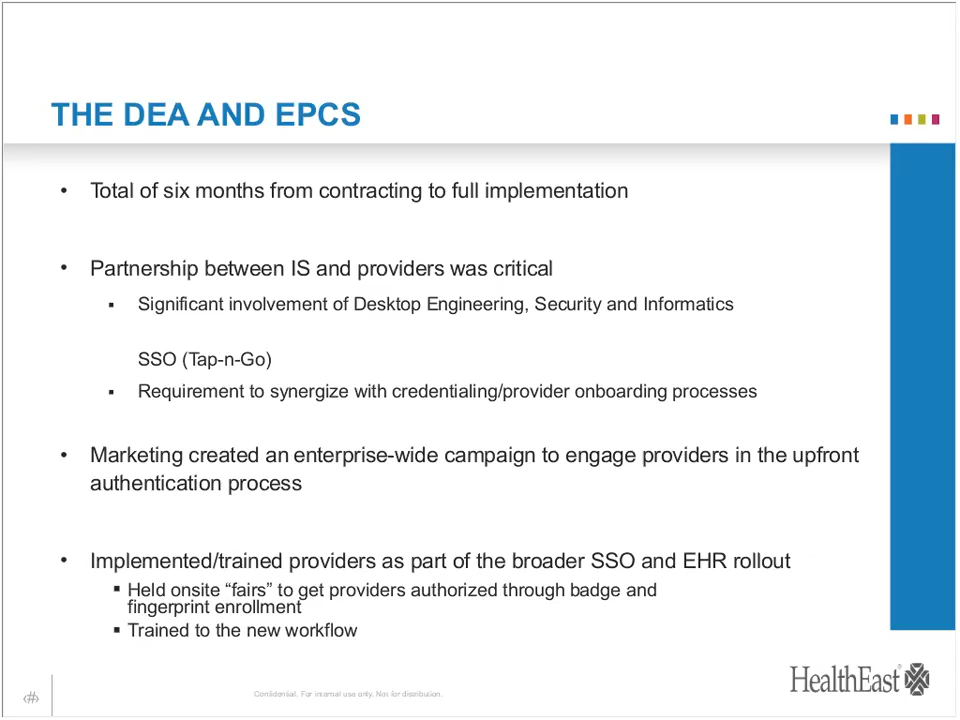 THE DEA AND EPCS
• Total of six months from contracting to full implementation
• Partnership between IS and providers was critical
▪ Significant involvement of Desktop Engineering, Security and Informatics
SSO (Tap-n-Go)
▪ Requirement to synergize with credentialing/provider onboarding processes
• Marketing created an enterprise-wide campaign to engage providers in the upfront
authentication process
• Implemented/trained providers as part of the broader SSO and EHR rollout
▪ Held onsite “fairs” to get providers authorized through badge and
fingerprint enrollment
▪ Trained to the new workflow
‹#›
Confidential. For internal use only. Not for distribution.
HealthEast®